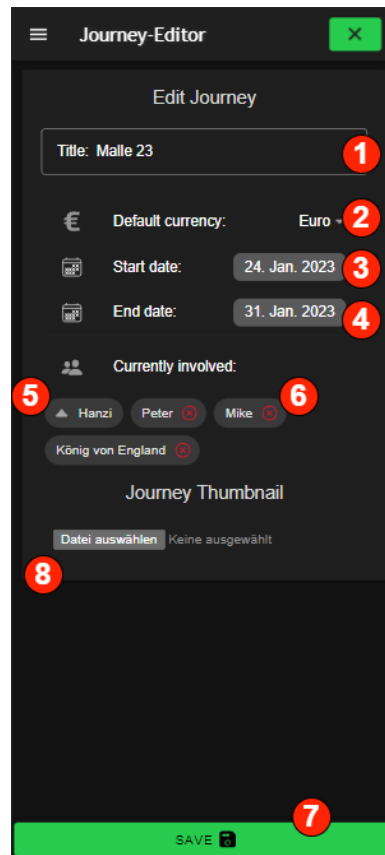 Journey-Editor
Edit Journey
Title: Malle 23
1
€ Default currency: Euro
2
Start date: 24. Jan. 2023
3
End date: 31. Jan. 2023
4
Currently involved:
5
6
Hanzi Peter Mike
König von England
Journey Thumbnail
Datei auswählen Keine ausgewählt
8
7
SAVE